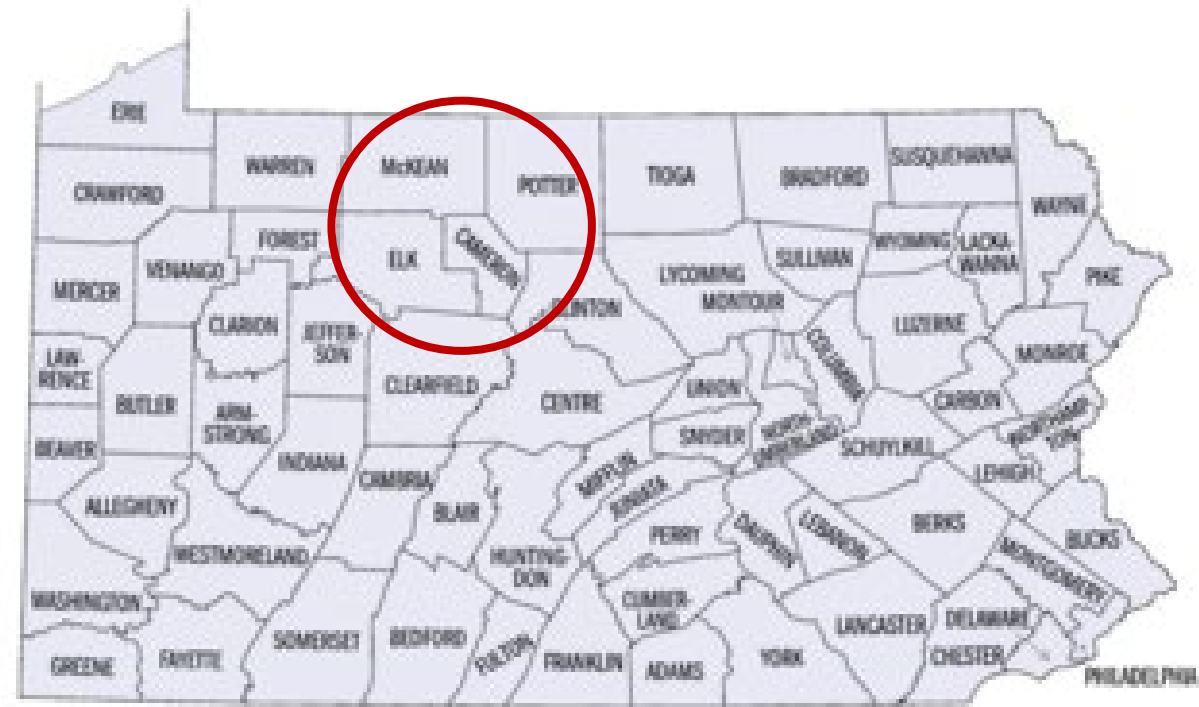 ERIE
CRAWFORD
WARREN
McKEAN
POTTER
TIOGA
BRADFORD
SUSQUEHANNA
WAYNE
MERCER
VENANGO
FOREST
ELK
CAMERON
CLINTON
LYCOMING
SULLIVAN
WYOMING
LACKA-
WANNA
PIKE
LAW-
RENCE
CLARION
JEFFER-
SON
CLEARFIELD
CENTRE
MONTOUR
UNION
COLUMBIA
LUZERNE
MONROE
BUTLER
ARM-
STRONG
BEAVER
INDIANA
CAMBRIA
BLAIR
MIFFLIN
JUNIATA
SNYDER
NORTH-
UMBERLAND
SCHUYLKILL
CARBON
NORTHAMP-
TON
LEHIGH
ALLEGHENY
WESTMORELAND
HUNTING-
DON
PERRY
DAUPHIN
LEBANON
BERKS
MONTGOMERY
BUCKS
WASHINGTON
GREENE
FAYETTE
SOMERSET
BEDFORD
FULTON
FRANKLIN
CUMBER-
LAND
ADAMS
YORK
LANCASTER
DELAWARE
CHESTER
PHILADELPHIA